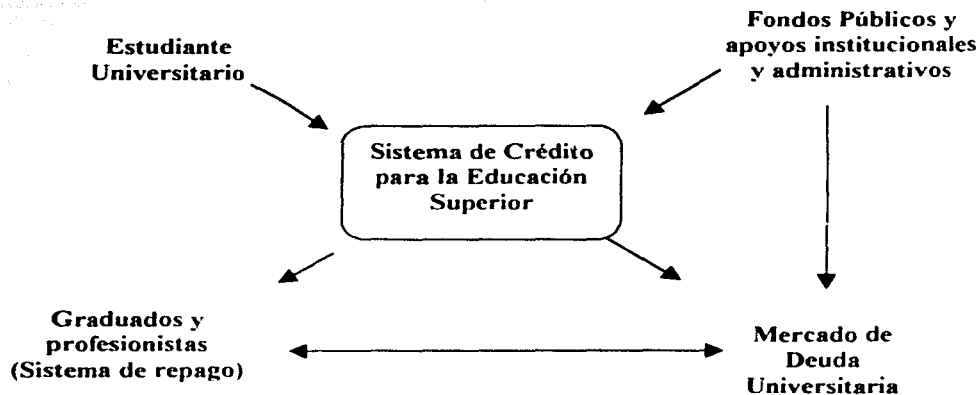 Estudiante
Universitario
Fondos Públicos y
apoyos institucionales
y administrativos
Sistema de Crédito
para la Educación
Superior
Graduados y
profesionistas
(Sistema de repago)
Mercado de
Deuda
Universitaria